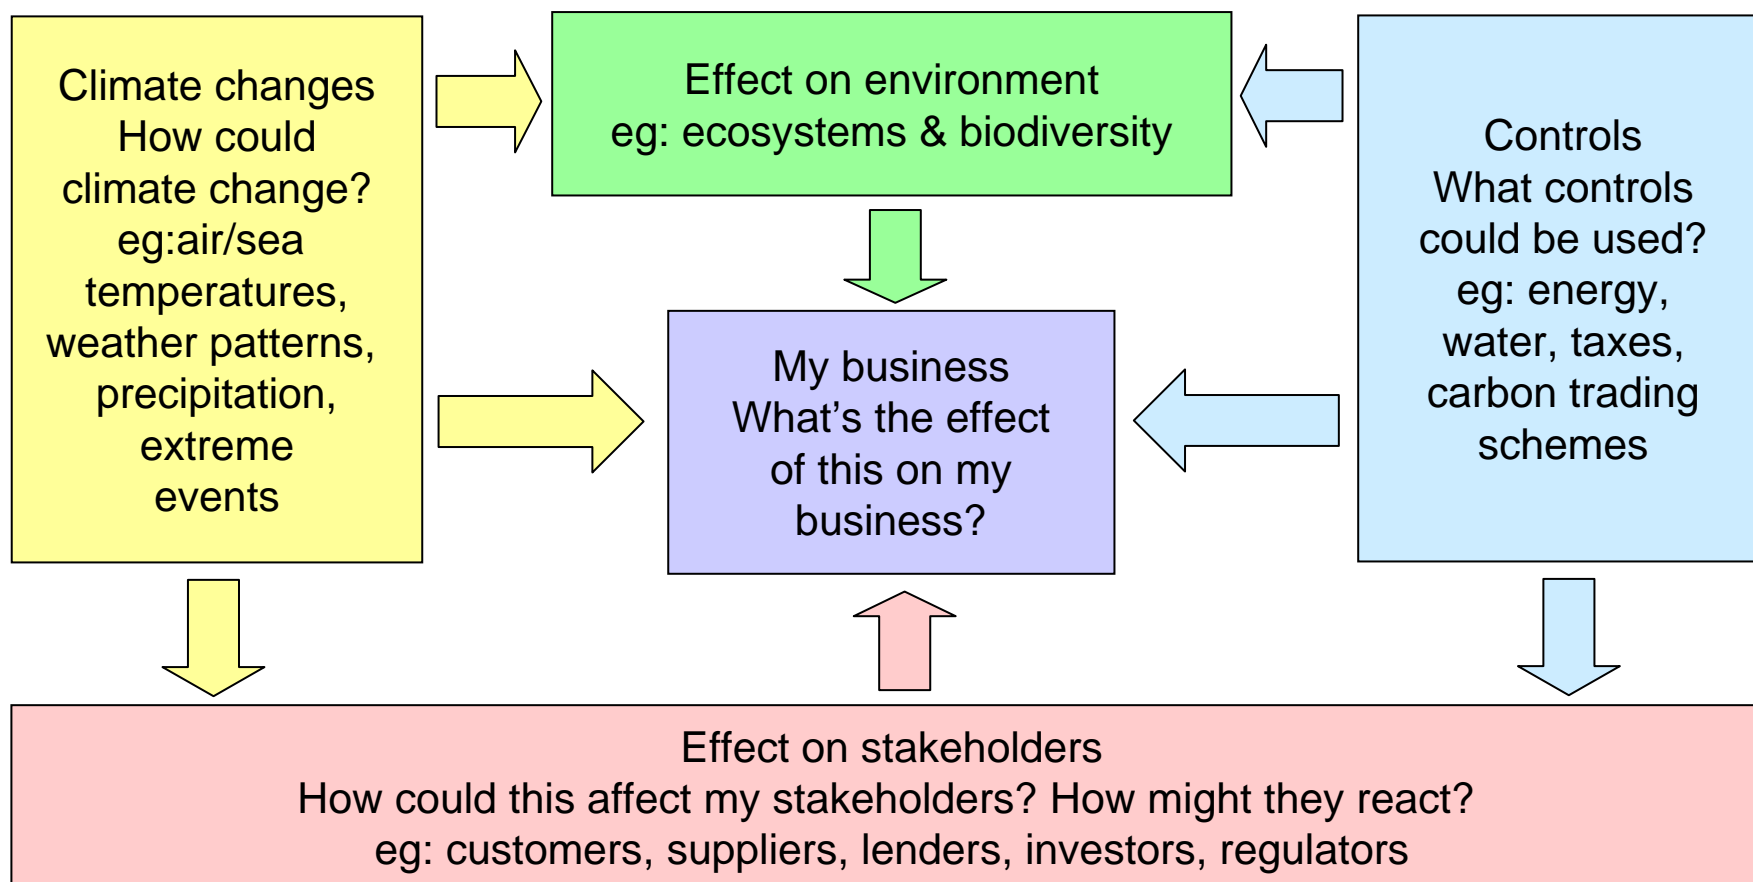 Climate changes
How could
climate change?
eg:air/sea
temperatures,
weather patterns,
precipitation,
extreme
events
Effect on environment
eg: ecosystems & biodiversity
Controls
What controls
could be used?
eg: energy,
water, taxes,
carbon trading
schemes
My business
What’s the effect
of this on my
business?
Effect on stakeholders
How could this affect my stakeholders? How might they react?
eg: customers, suppliers, lenders, investors, regulators